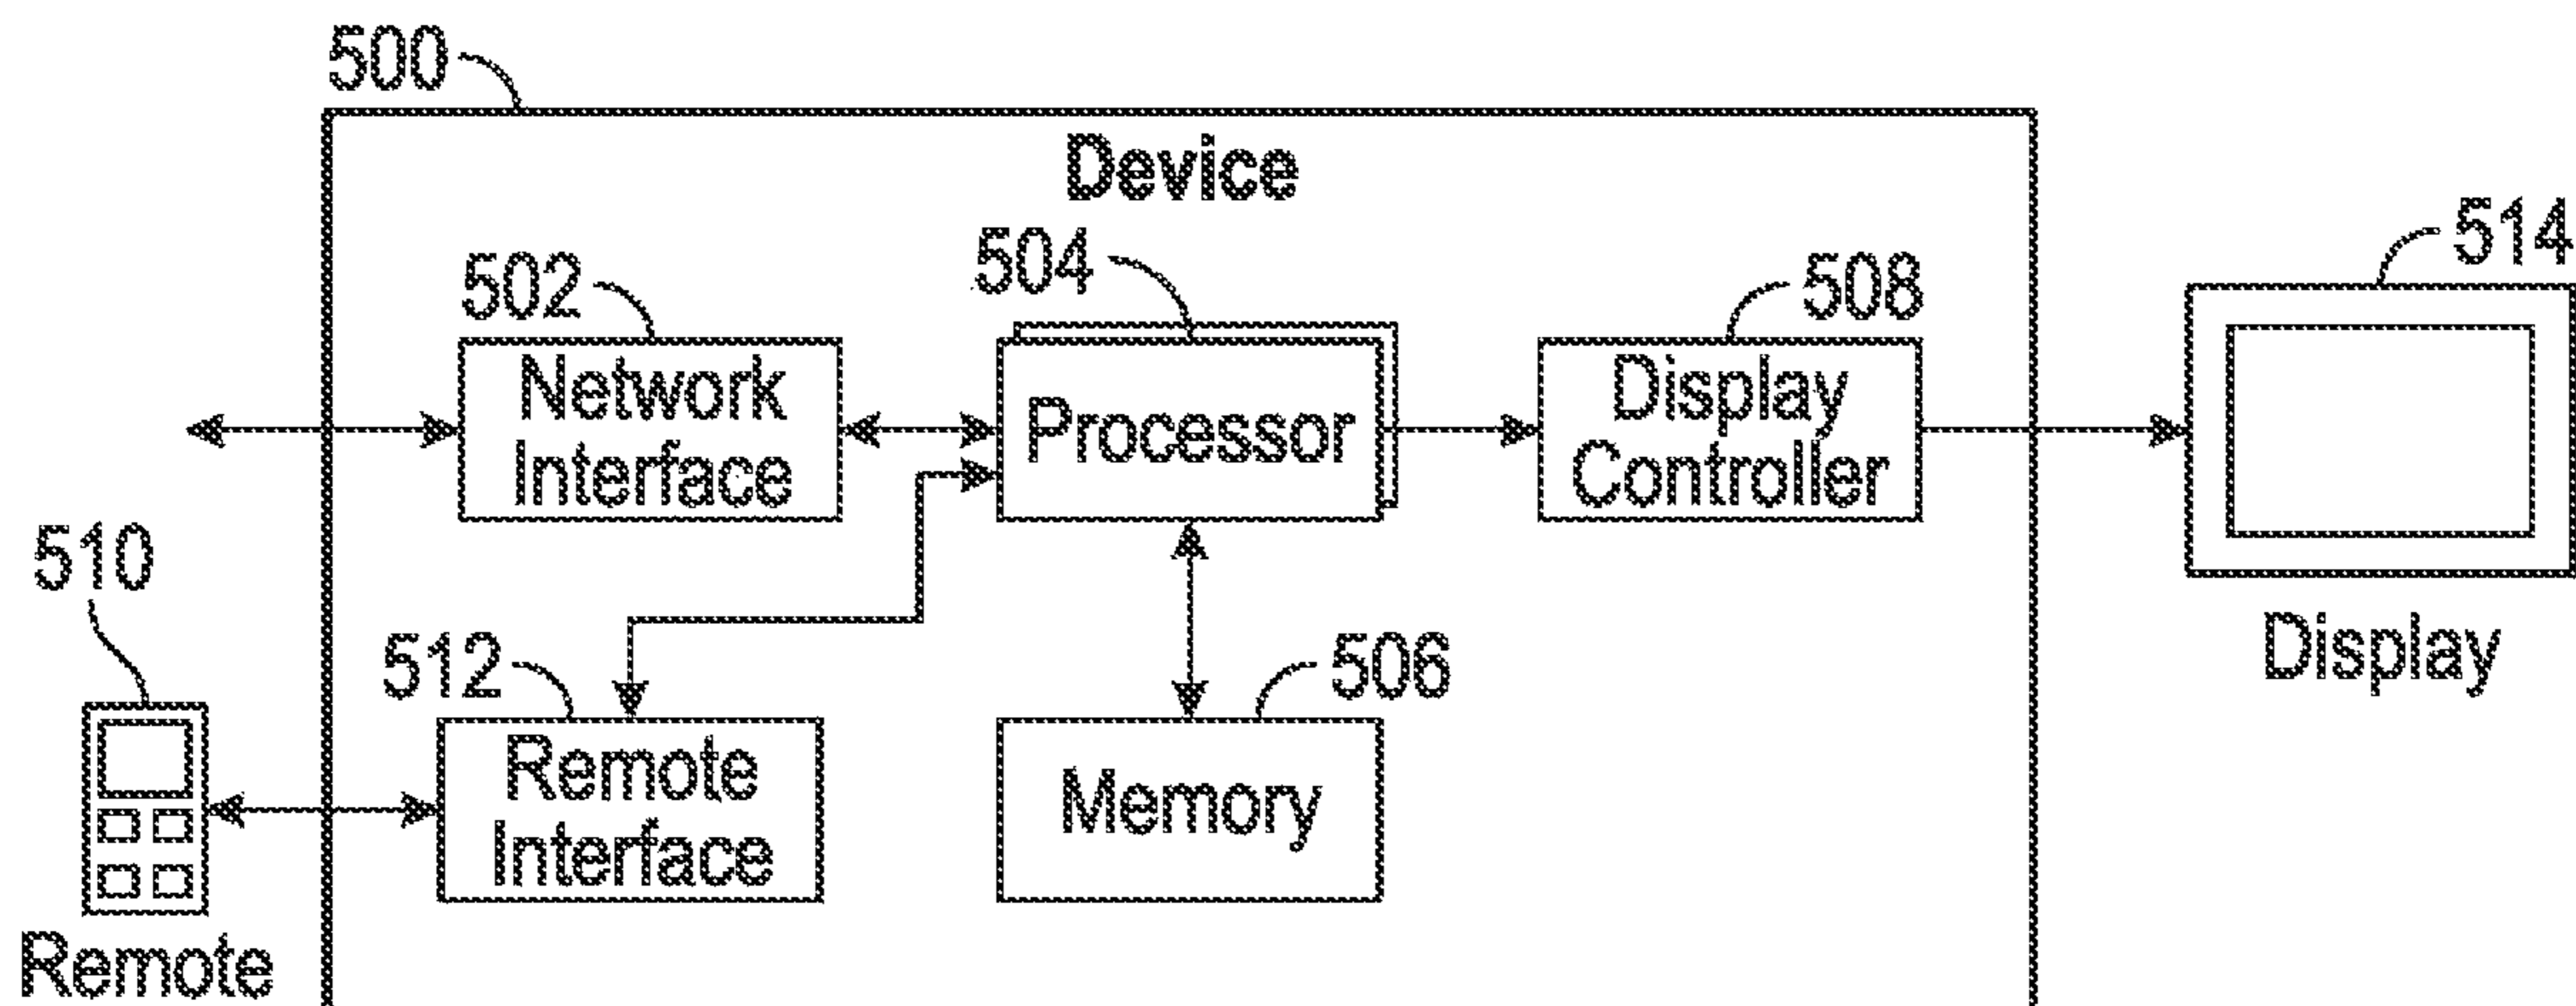 500
Device
514
504
502
508
Network
Interface
Processor
Display
Controller
510
512
506
Display
Remote
Interface
Memory
Remote